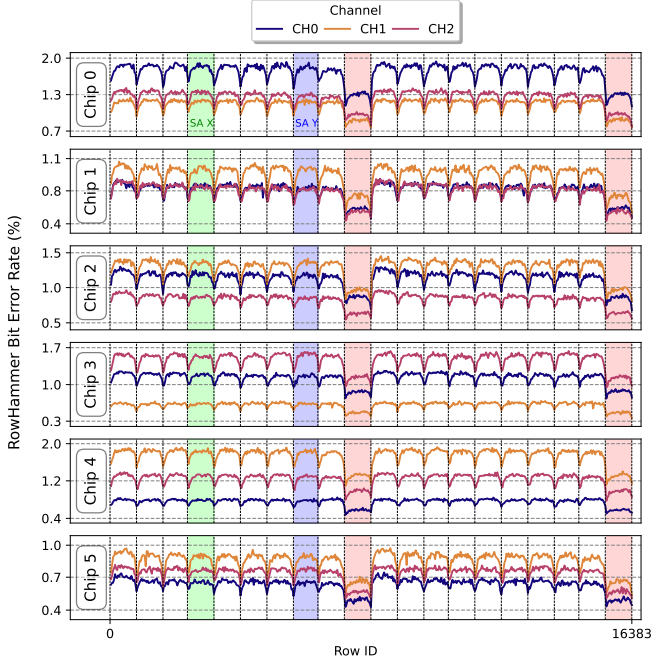 Channel
CH0 CH1 CH2
RowHammer Bit Error Rate (%)
Chip 0
2.0
1.3
0.7
SA X
SA Y
Chip 1
1.1
0.8
0.4
Chip 2
1.5
1.0
0.5
Chip 3
1.7
1.0
0.3
Chip 4
2.0
1.2
0.4
Chip 5
1.0
0.7
0.4
0
16383
Row ID